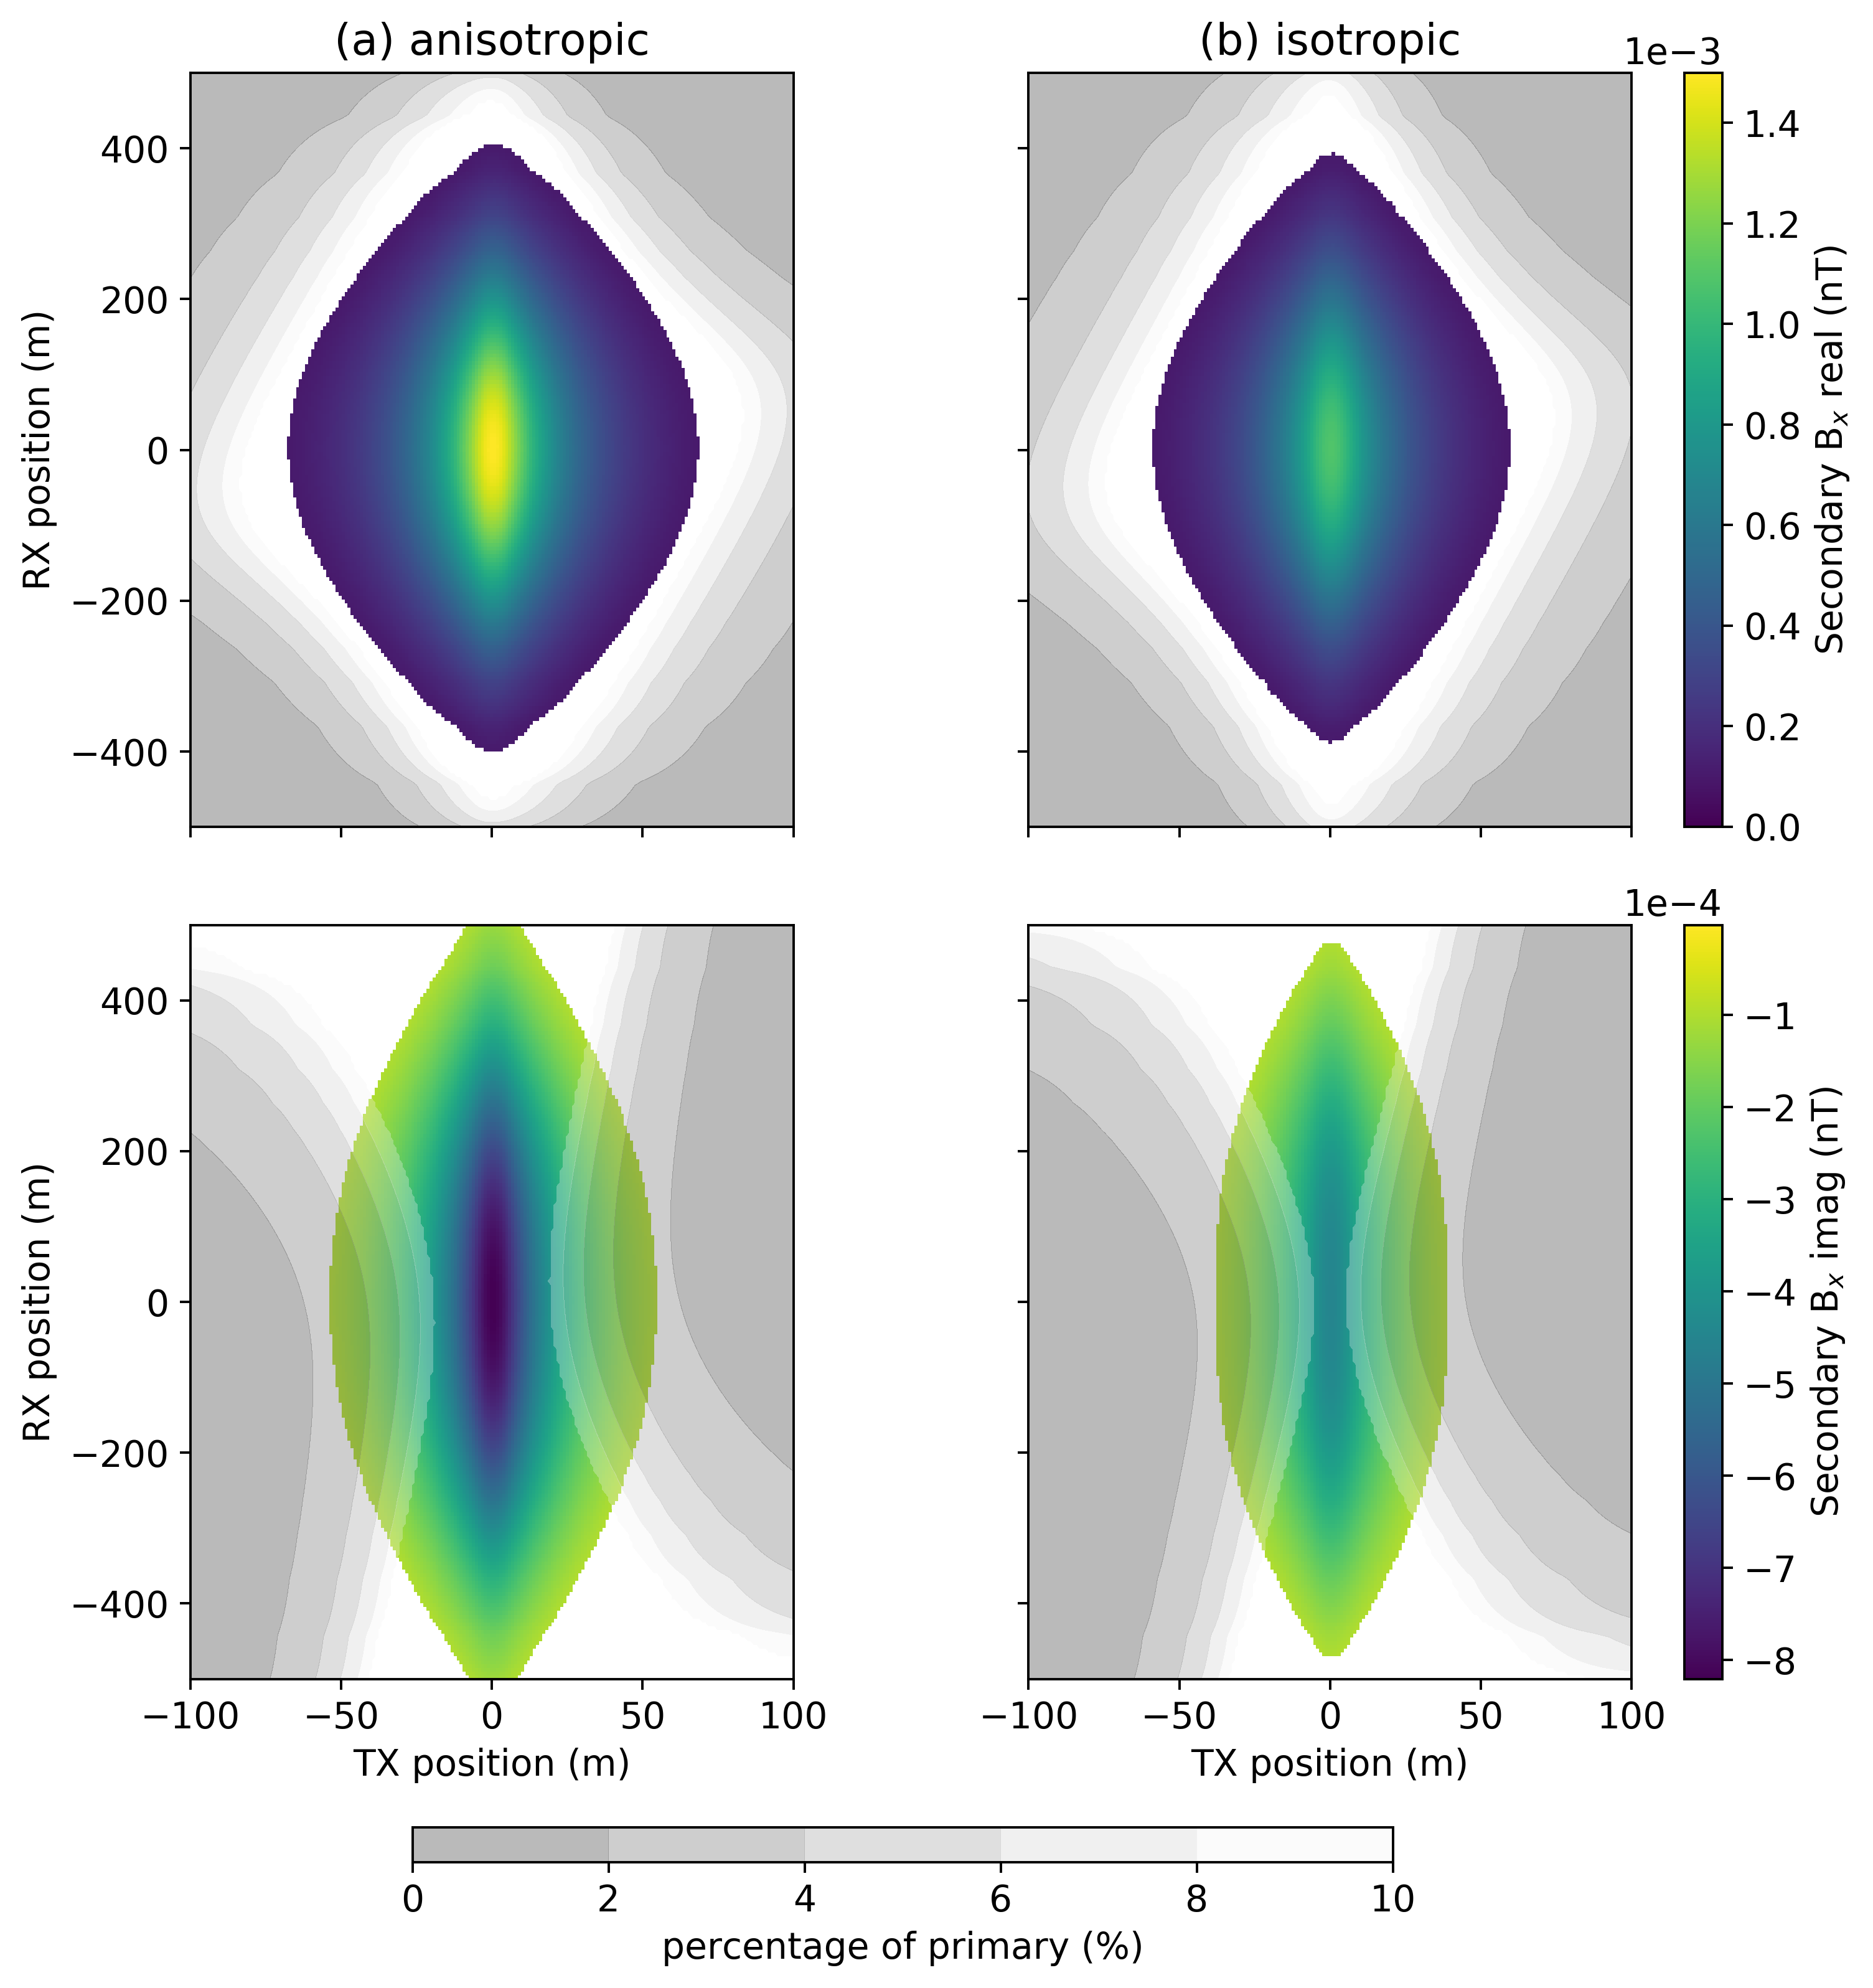 (a) anisotropic
(b) isotropic
1e−3
400
200
0
−200
−400
RX position (m)
1.4
1.2
1.0
0.8
0.6
0.4
0.2
0.0
Secondary Bₓ real (nT)
1e−4
400
200
0
−200
−400
RX position (m)
−1
−2
−3
−4
−5
−6
−7
−8
Secondary Bₓ imag (nT)
−100 −50 0 50 100
−100 −50 0 50 100
TX position (m)
TX position (m)
0 2 4 6 8 10
percentage of primary (%)